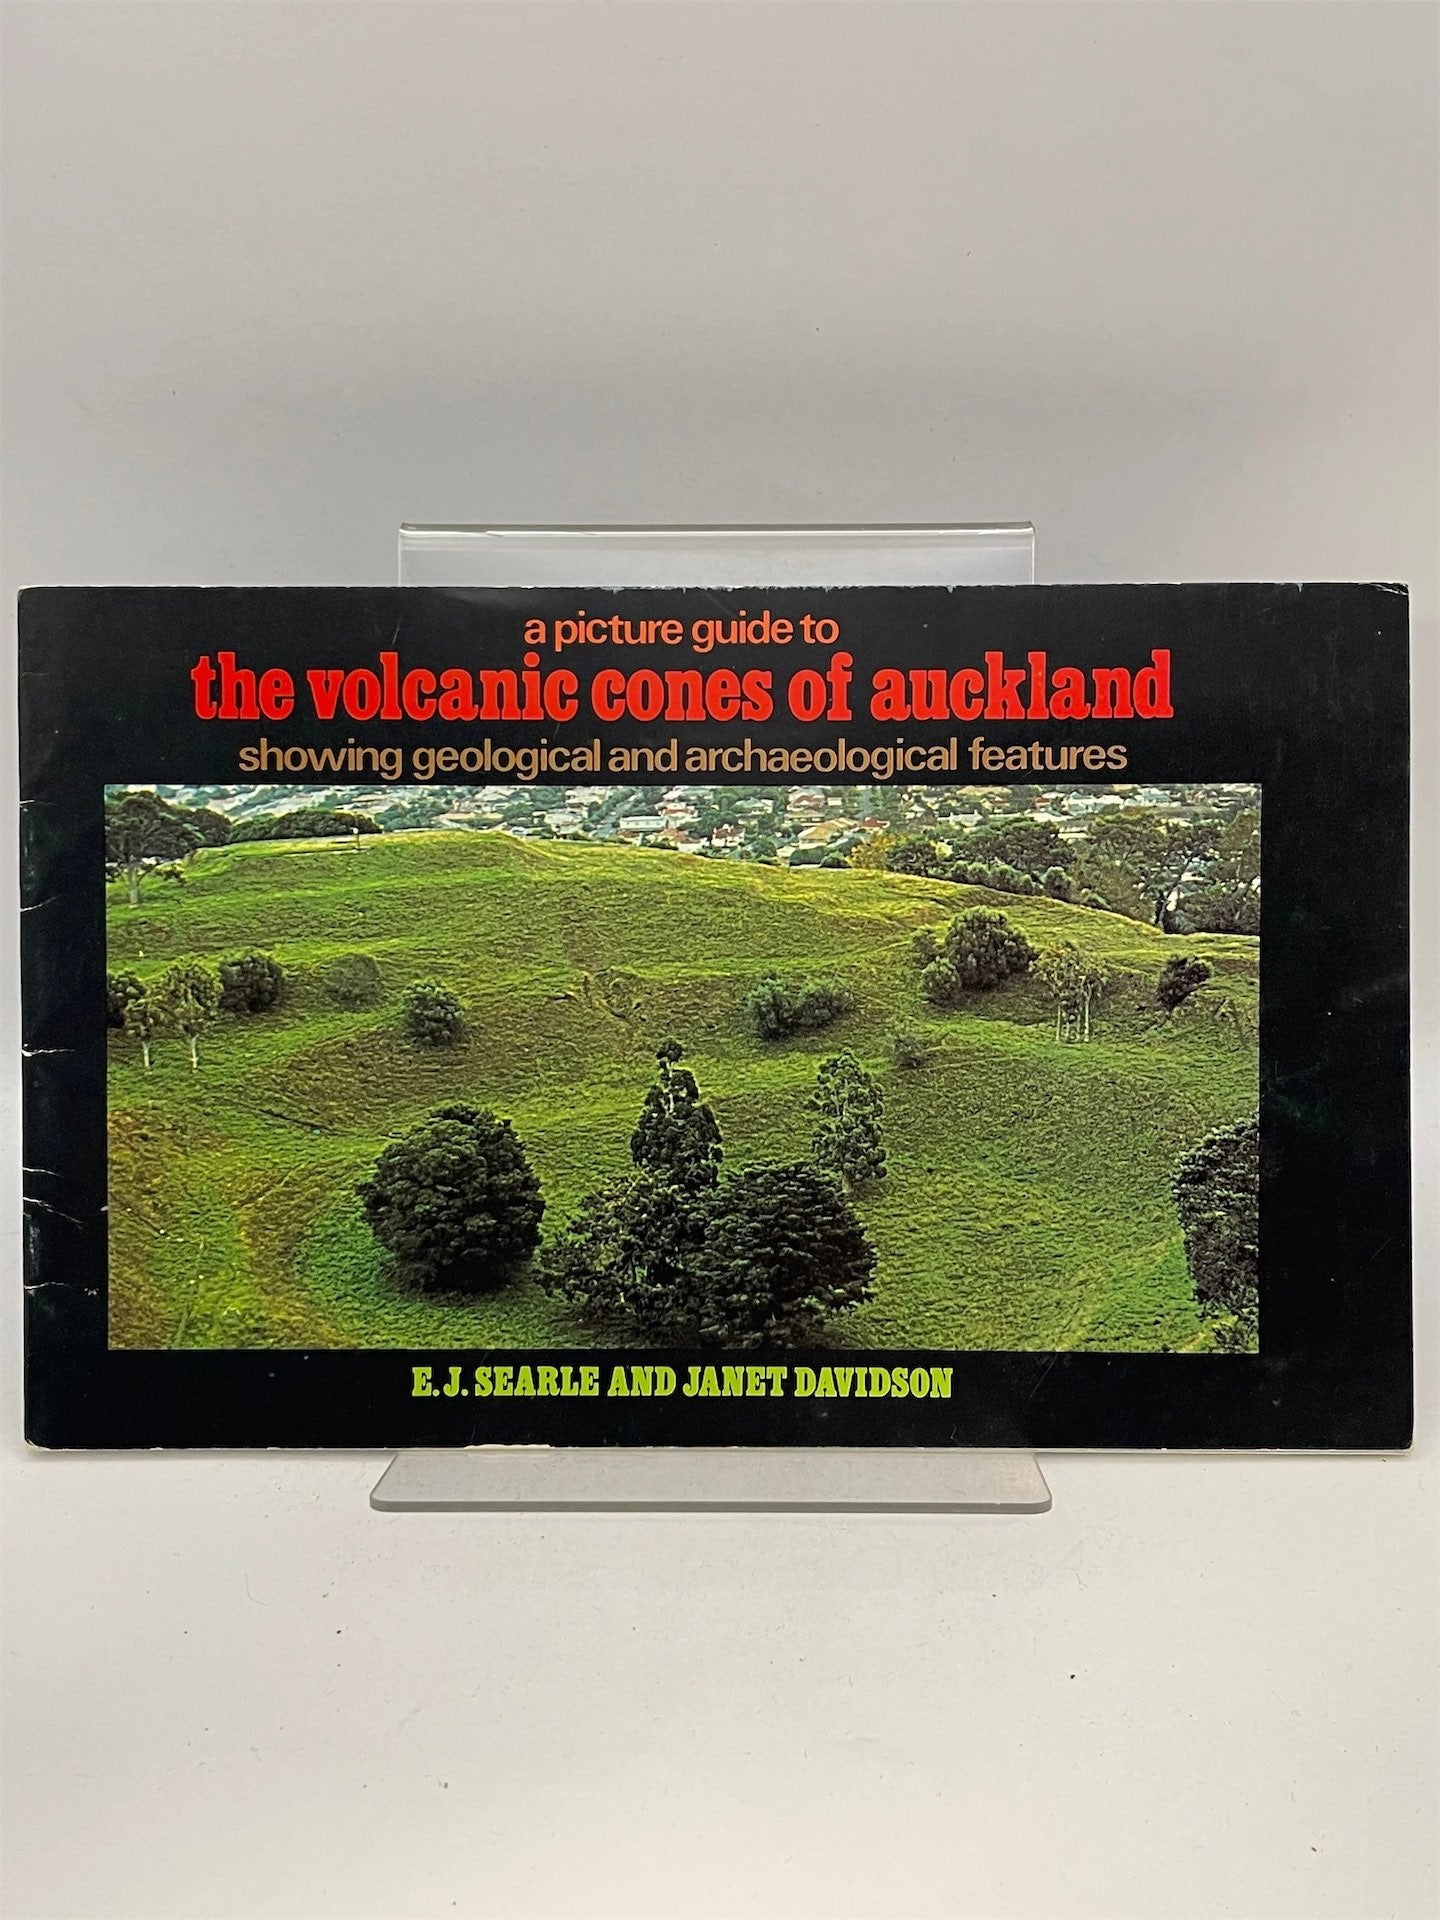 a picture guide to
the volcanic cones of auckland
showing geological and archaeological features
E. J. SEARLE AND JANET DAVIDSON